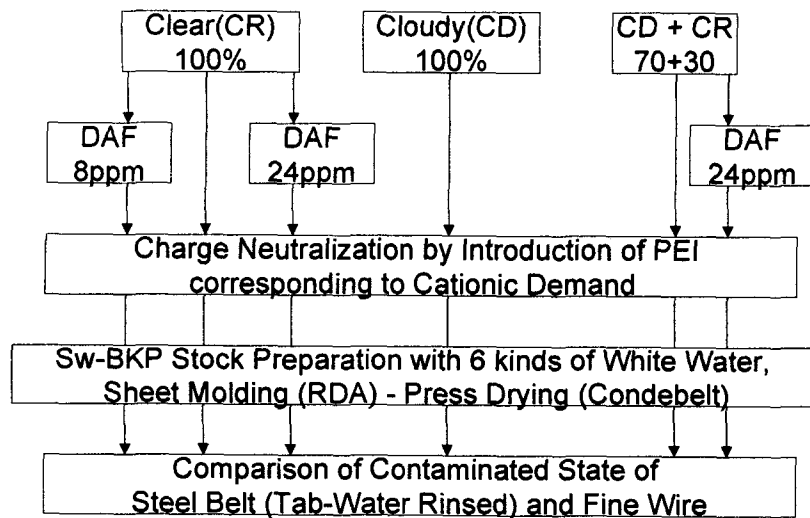 Clear(CR)
100%
Cloudy(CD)
100%
CD + CR
70+30
DAF
8ppm
DAF
24ppm
DAF
24ppm
Charge Neutralization by Introduction of PEI
corresponding to Cationic Demand
Sw-BKP Stock Preparation with 6 kinds of White Water,
Sheet Molding (RDA) - Press Drying (Condebelt)
Comparison of Contaminated State of
Steel Belt (Tab-Water Rinsed) and Fine Wire